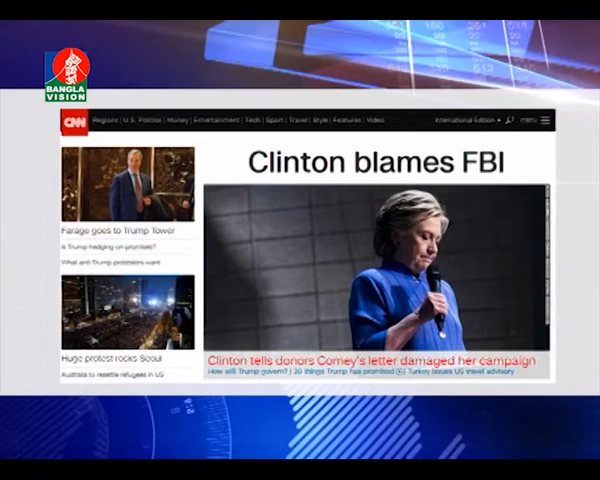 BANGLA
VISION
CNN
Regions | U.S. Politics | Money | Entertainment | Tech | Sport | Travel | Style | Features | Video
International Edition
menu
Clinton blames FBI
Farage goes to Trump Tower
Is Trump hedging on promises?
What anti Trump protesters want
Huge protest rocks Seoul
Australia to resettle refugees in US
Clinton tells donors Comey's letter damaged her campaign
How will Trump govern? | 20 things Trump has promised | Turkey issues US travel advisory